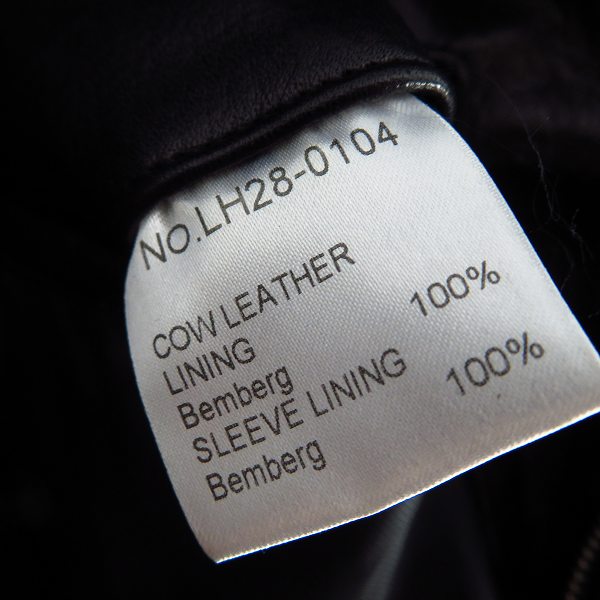 NO.LH28-0104
COW LEATHER
LINING
Bemberg 100%
SLEEVE LINING
Bemberg 100%